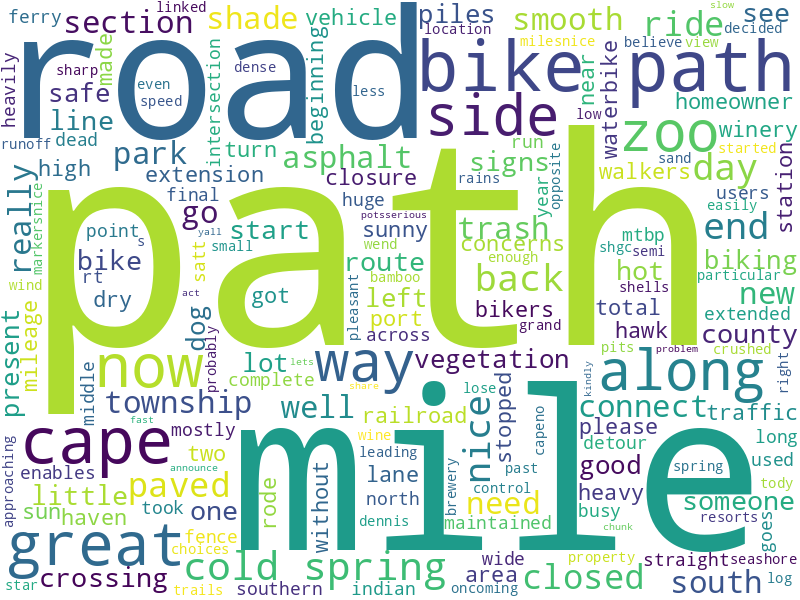 ferry
section
linked
shade
vehicle
piles
location
smooth
ride
see
slow
decided
road
bike path
milesnice
believe
view
made
heavily
sharp
dense
even
less
speed
safe
side
near
waterbike
zoo
homeowner
runoff
dead
line
park
turn
intersection
beginning
asphalt
signs
run
low
started
winery
high
extension
final
closure
walkers
day
sand
really
markersnice
path
huge
trash
year
opposite
rains
users
station
point
s
go
start
sunny
concerns
mtbp
easily
bike
rt
satt
small
potsserious
yall
wend
enough
shgc
semi
biking
particular
wind
dry
dog
got
route
pleasant
bamboo
back
hot
shells
new
mileage
act
left
port
across
bikers
grand
total
extended
present
now
probably
lot
complete
way
vegetation
hawk
pits
crushed
county
problem
along
right
middle
township
well
lets
share
railroad
nice
stopped
lose
kindly
connect
traffic
cape
mostly
fast
wine
mile
leading
please
detour
long
approaching
enables
two
announce
lane
brewery
past
capeno
good
spring
used
little
paved
without
north
control
need
heavy
someone
sun
haven
took
one
rode
dennis
maintained
busy
chunk
goes
tody
resorts
great
choices
fence
cold spring
wide
area
property
straight
seashore
star
crossing
trails
southern
indian
oncoming
closed
south
log
end